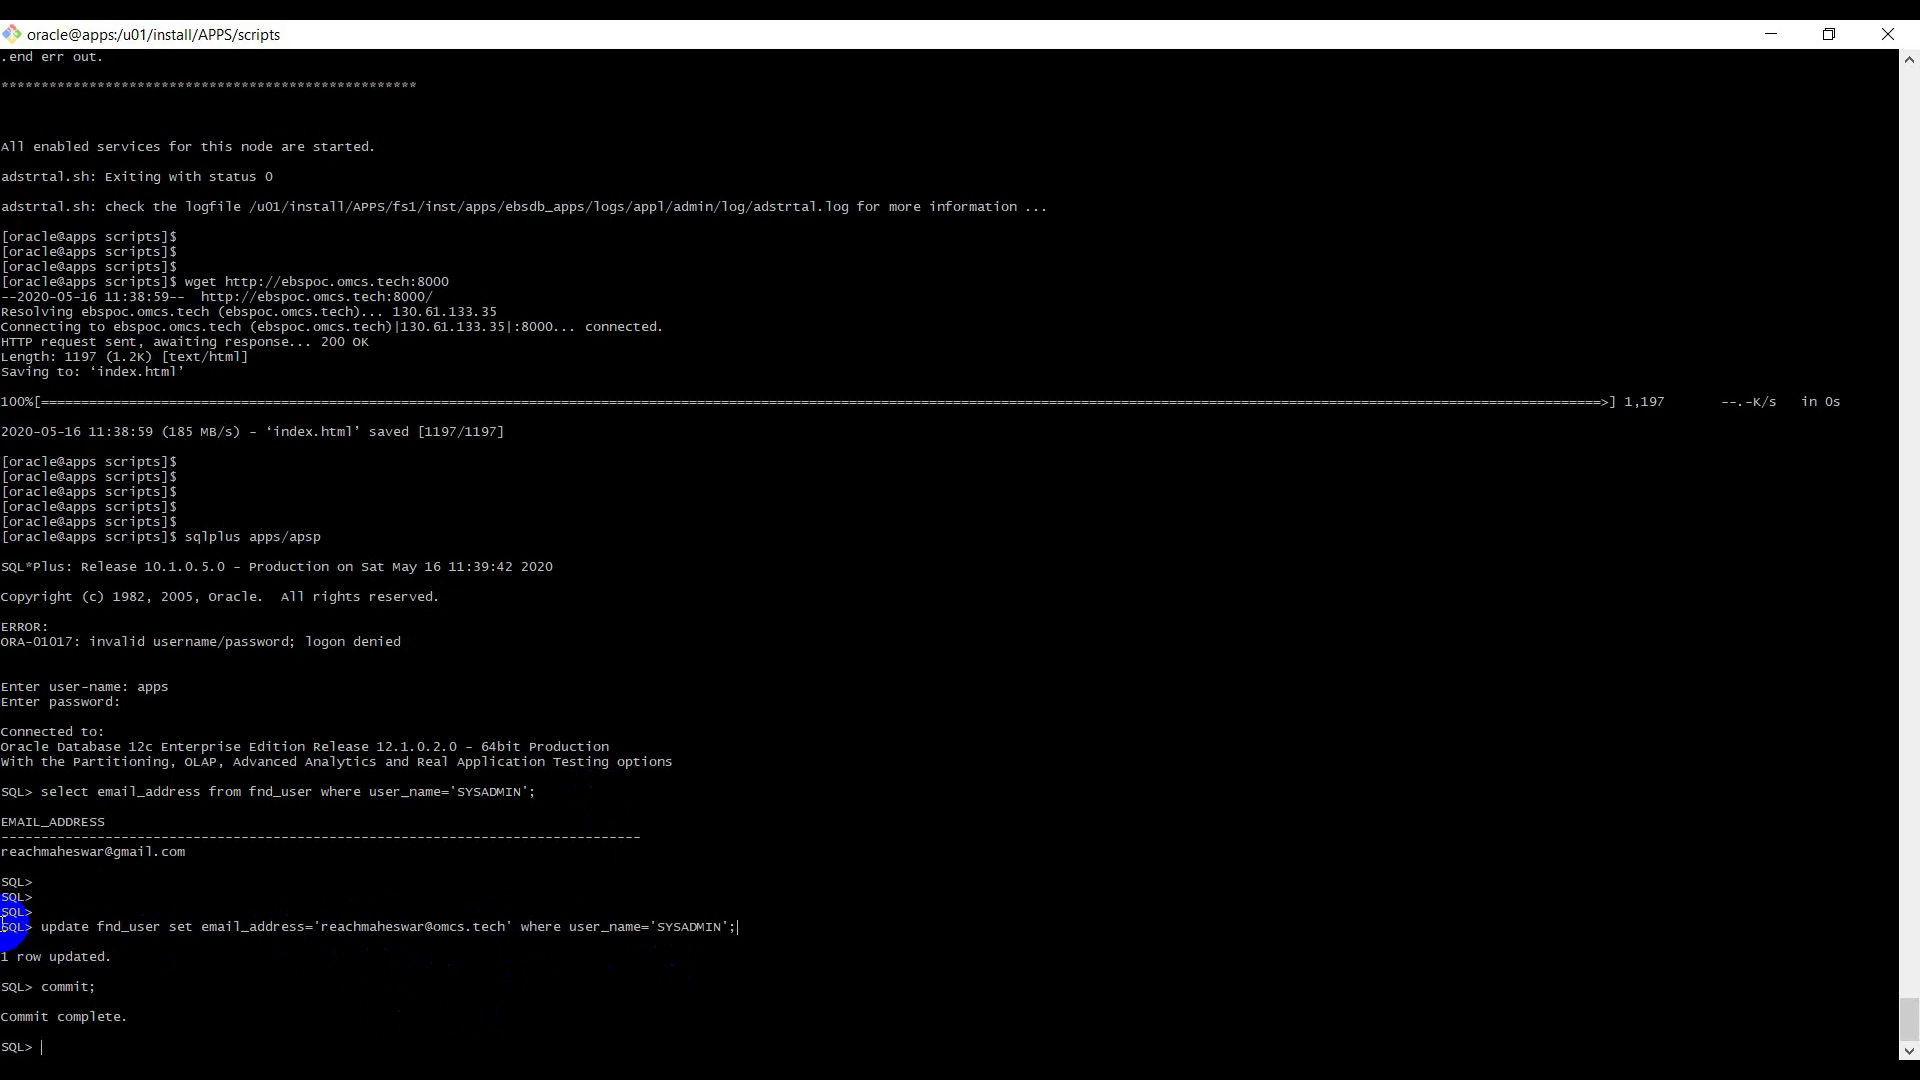 oracle@apps:/u01/install/APPS/scripts
.end err out.
****************************************************
All enabled services for this node are started.
adstrtal.sh: Exiting with status 0
adstrtal.sh: check the logfile /u01/install/APPS/fs1/inst/apps/ebsdb_apps/logs/appl/admin/log/adstrtal.log for more information ...
[oracle@apps scripts]$
[oracle@apps scripts]$
[oracle@apps scripts]$
[oracle@apps scripts]$ wget http://ebspoc.omcs.tech:8000
--2020-05-16 11:38:59--  http://ebspoc.omcs.tech:8000/
Resolving ebspoc.omcs.tech (ebspoc.omcs.tech)... 130.61.133.35
Connecting to ebspoc.omcs.tech (ebspoc.omcs.tech)|130.61.133.35|:8000... connected.
HTTP request sent, awaiting response... 200 OK
Length: 1197 (1.2K) [text/html]
Saving to: ‘index.html’
100%[===================================================================================================================================================================================================>] 1,197       --.-K/s   in 0s
2020-05-16 11:38:59 (185 MB/s) - ‘index.html’ saved [1197/1197]
[oracle@apps scripts]$
[oracle@apps scripts]$
[oracle@apps scripts]$
[oracle@apps scripts]$
[oracle@apps scripts]$
[oracle@apps scripts]$ sqlplus apps/apsp
SQL*Plus: Release 10.1.0.5.0 - Production on Sat May 16 11:39:42 2020
Copyright (c) 1982, 2005, Oracle.  All rights reserved.
ERROR:
ORA-01017: invalid username/password; logon denied
Enter user-name: apps
Enter password:
Connected to:
Oracle Database 12c Enterprise Edition Release 12.1.0.2.0 - 64bit Production
With the Partitioning, OLAP, Advanced Analytics and Real Application Testing options
SQL> select email_address from fnd_user where user_name='SYSADMIN';
EMAIL_ADDRESS
--------------------------------------------------------------------------------
reachmaheswar@gmail.com
SQL>
SQL>
SQL>
SQL> update fnd_user set email_address='reachmaheswar@omcs.tech' where user_name='SYSADMIN';
1 row updated.
SQL> commit;
Commit complete.
SQL>